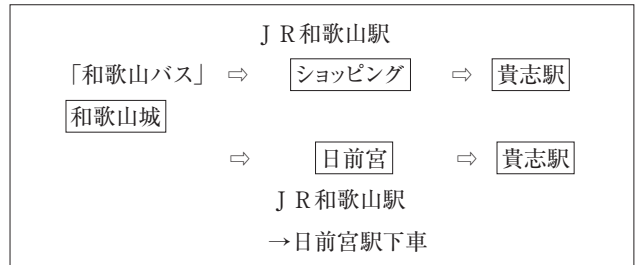 ＪＲ和歌山駅
「和歌山バス」 ⇨ ショッピング ⇨ 貴志駅
和歌山城
⇨ 日前宮 ⇨ 貴志駅
ＪＲ和歌山駅
→日前宮駅下車